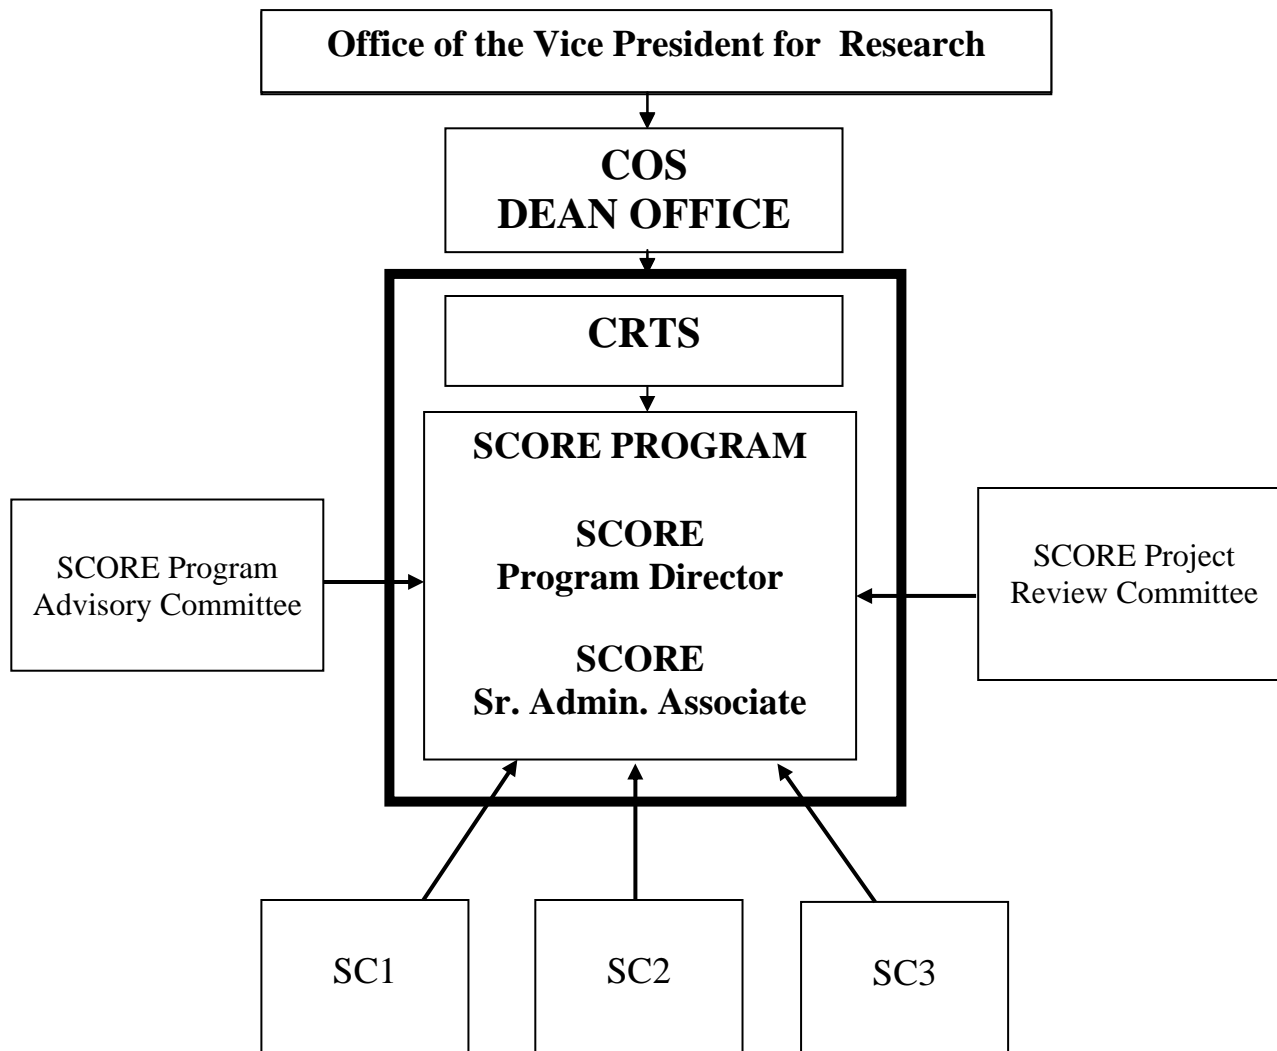 Office of the Vice President for Research
COS
DEAN OFFICE
CRTS
SCORE PROGRAM
SCORE
Program Director
SCORE
Sr. Admin. Associate
SCORE Program
Advisory Committee
SCORE Project
Review Committee
SC1
SC2
SC3